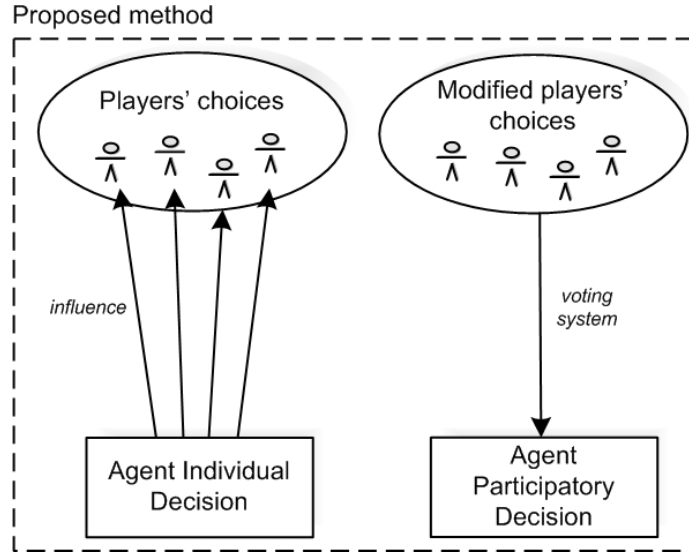 Proposed method
Players' choices
Modified players'
choices
influence
voting
system
Agent Individual
Decision
Agent
Participatory
Decision